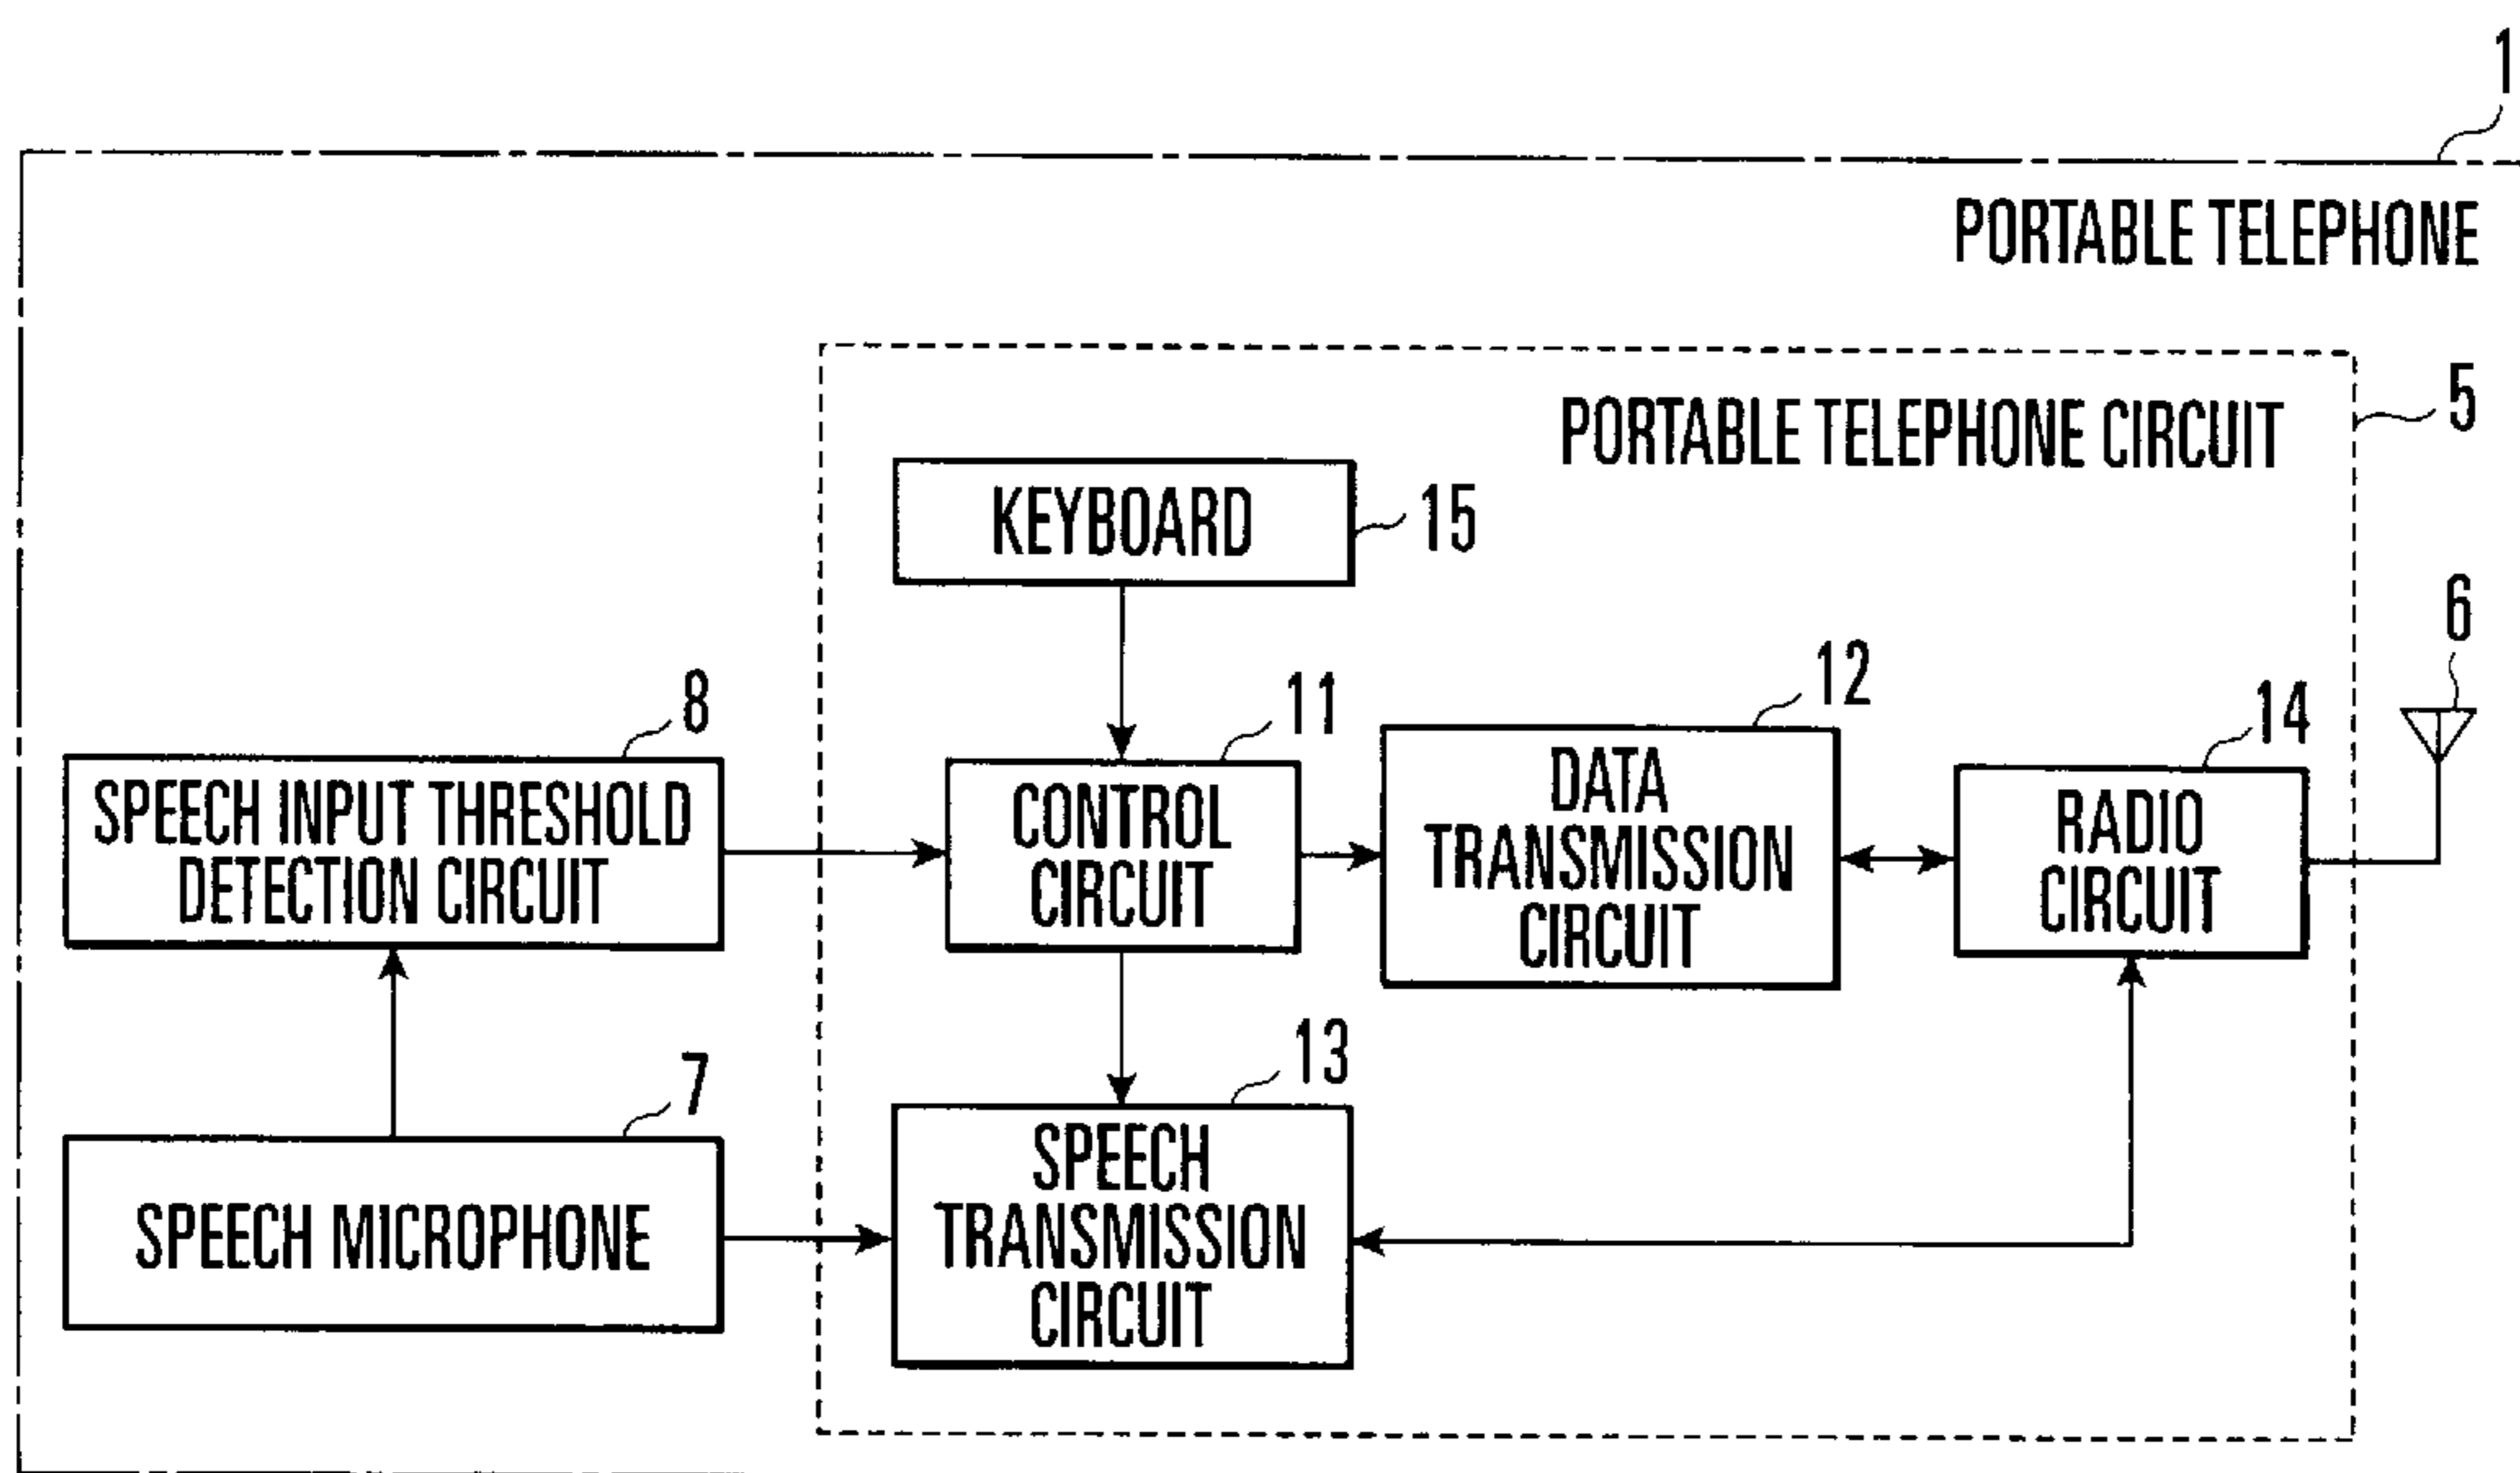 1
PORTABLE TELEPHONE
PORTABLE TELEPHONE CIRCUIT
5
KEYBOARD
15
6
8
11
12
14
SPEECH INPUT THRESHOLD
DETECTION CIRCUIT
CONTROL
CIRCUIT
DATA
TRANSMISSION
CIRCUIT
RADIO
CIRCUIT
7
13
SPEECH MICROPHONE
SPEECH
TRANSMISSION
CIRCUIT